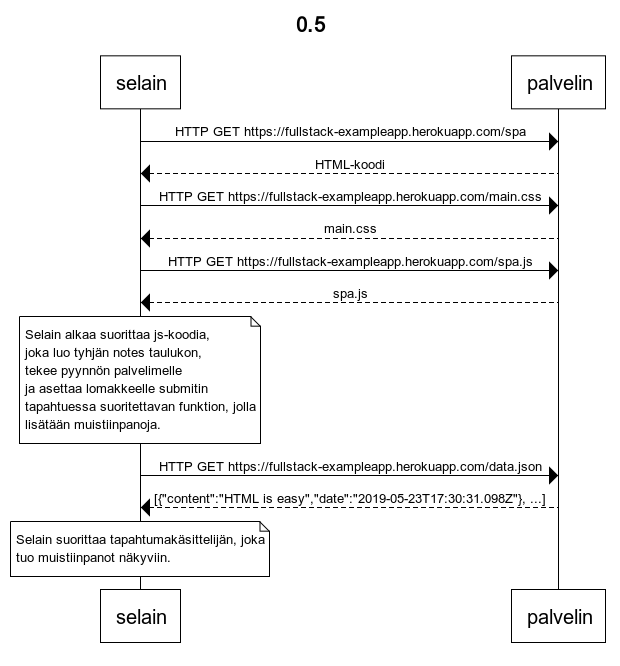 0.5
selain
palvelin
HTTP GET https://fullstack-exampleapp.herokuapp.com/spa
HTML-koodi
HTTP GET https://fullstack-exampleapp.herokuapp.com/main.css
main.css
HTTP GET https://fullstack-exampleapp.herokuapp.com/spa.js
spa.js
Selain alkaa suorittaa js-koodia,
joka luo tyhjän notes taulukon,
tekee pyynnön palvelimelle
ja asettaa lomakkeelle submitin
tapahtuessa suoritettavan funktion, jolla
lisätään muistiinpanoja.
HTTP GET https://fullstack-exampleapp.herokuapp.com/data.json
[{"content":"HTML is easy","date":"2019-05-23T17:30:31.098Z"}, ...]
Selain suorittaa tapahtumakäsittelijän, joka
tuo muistiinpanot näkyviin.
selain
palvelin